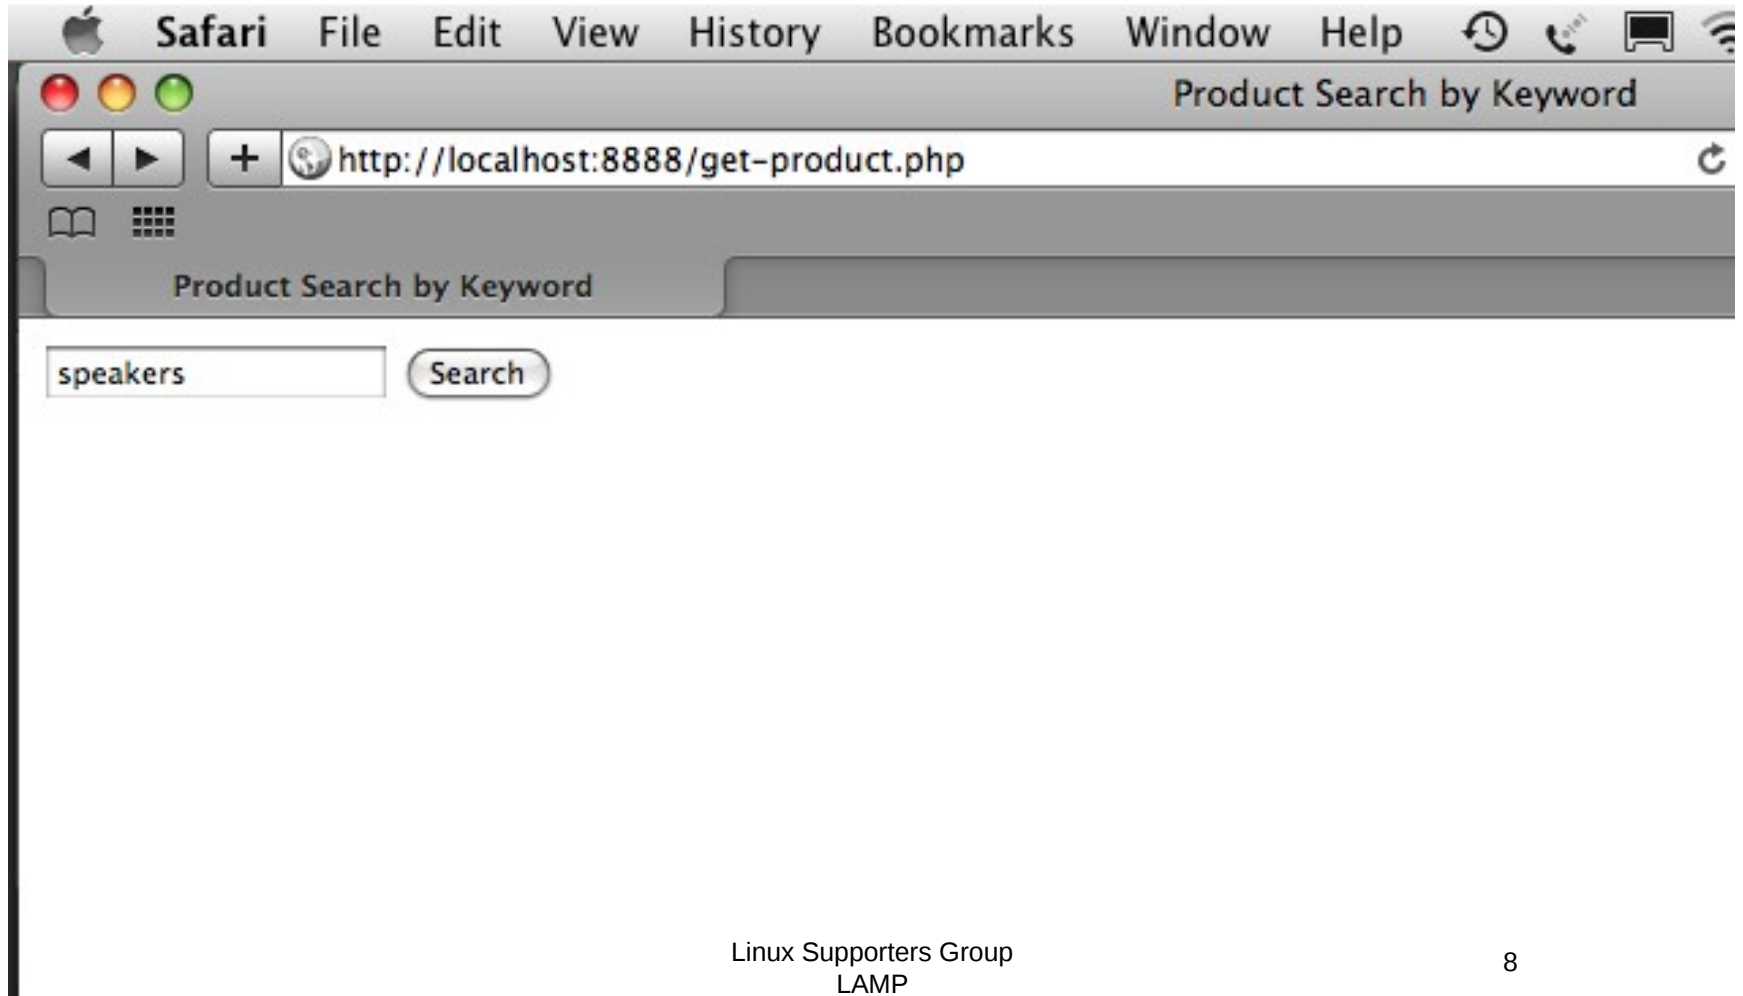 Safari File Edit View History Bookmarks Window Help
Product Search by Keyword
http://localhost:8888/get-product.php
Product Search by Keyword
speakers Search
Linux Supporters Group
LAMP
8